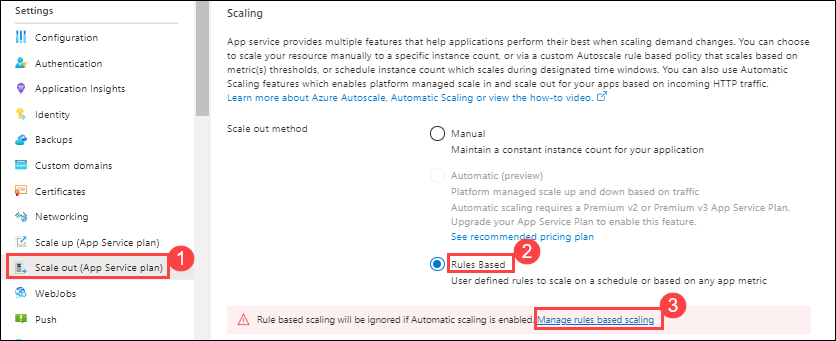 Settings
Configuration
Authentication
Application Insights
Identity
Backups
Custom domains
Certificates
Networking
Scale up (App Service plan)
Scale out (App Service plan)
1
WebJobs
Push
Scaling
App service provides multiple features that help applications perform their best when scaling demand changes. You can choose
to scale your resource manually to a specific instance count, or via a custom Autoscale rule based policy that scales based on
metric(s) thresholds, or schedule instance count which scales during designated time windows. You can also use Automatic
Scaling features which enables platform managed scale in and scale out for your apps based on incoming HTTP traffic.
Learn more about Azure Autoscale, Automatic Scaling or view the how-to video.
Scale out method
Manual
Maintain a constant instance count for your application
Automatic (preview)
Platform managed scale up and down based on traffic
Automatic scaling requires a Premium v2 or Premium v3 App Service Plan.
Upgrade your App Service Plan to enable this feature.
See recommended pricing plan
2
Rules Based
User defined rules to scale on a schedule or based on any app metric
3
Rule based scaling will be ignored if Automatic scaling is enabled. Manage rules based scaling